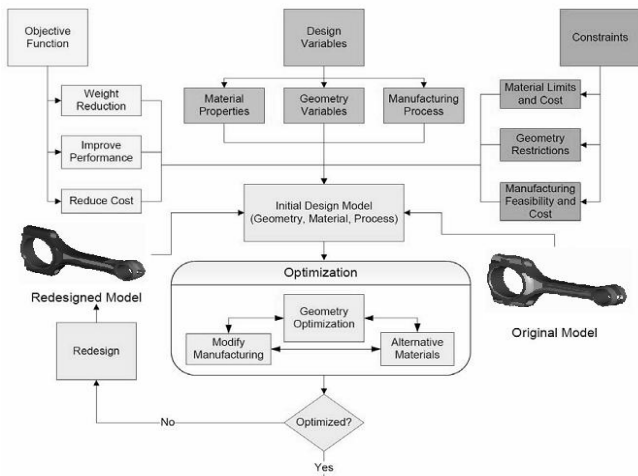 Objective
Function
Design
Variables
Constraints
Weight
Reduction
Improve
Performance
Reduce Cost
Material
Properties
Geometry
Variables
Manufacturing
Process
Material Limits
and Cost
Geometry
Restrictions
Manufacturing
Feasibility and
Cost
Initial Design Model
(Geometry, Material, Process)
Redesigned Model
Original Model
Optimization
Geometry
Optimization
Modify
Manufacturing
Alternative
Materials
Redesign
No
Optimized?
Yes